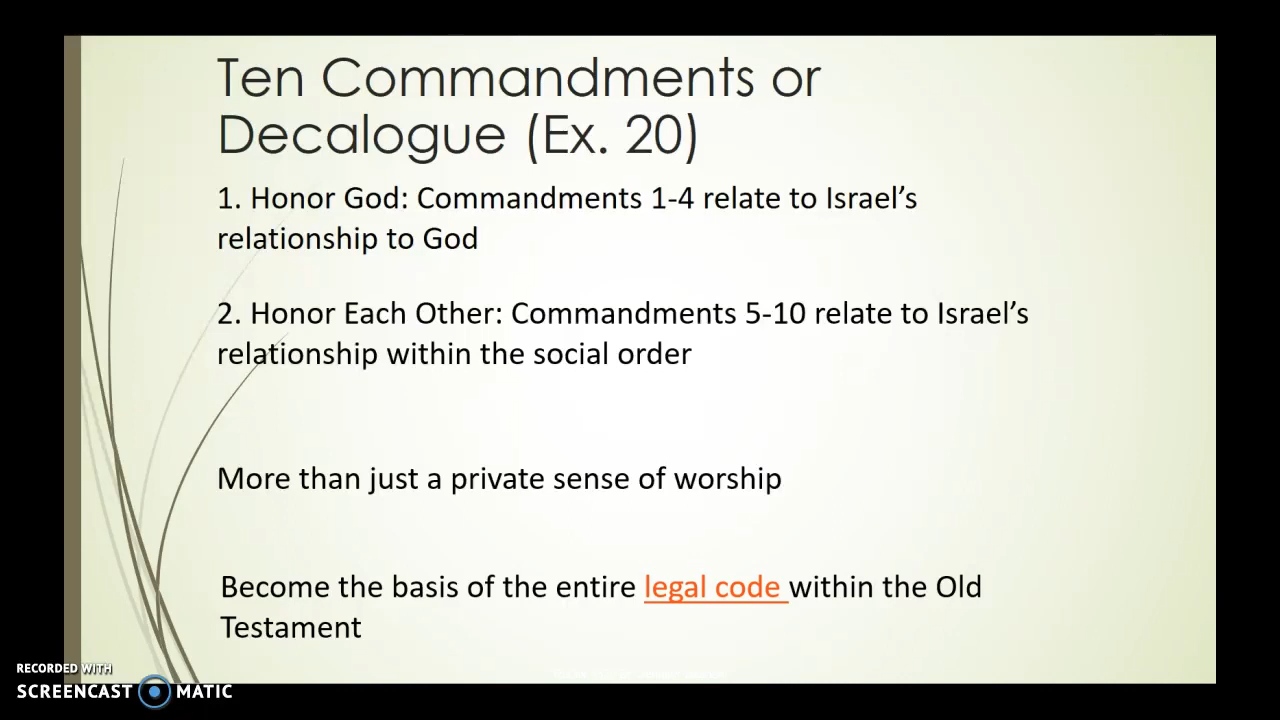 Ten Commandments or
Decalogue (Ex. 20)
1. Honor God: Commandments 1-4 relate to Israel’s
relationship to God
2. Honor Each Other: Commandments 5-10 relate to Israel’s
relationship within the social order
More than just a private sense of worship
Become the basis of the entire legal code within the Old
Testament
RECORDED WITH
SCREENCAST MATIC